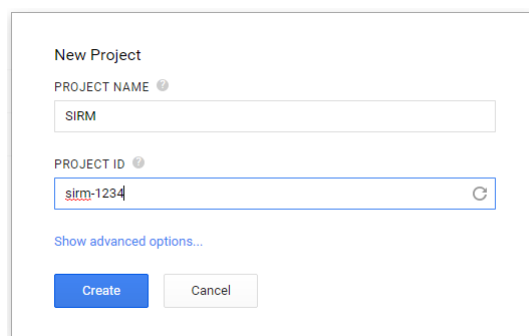 New Project
PROJECT NAME
SIRM
PROJECT ID
sirm-1234
Show advanced options...
Create Cancel